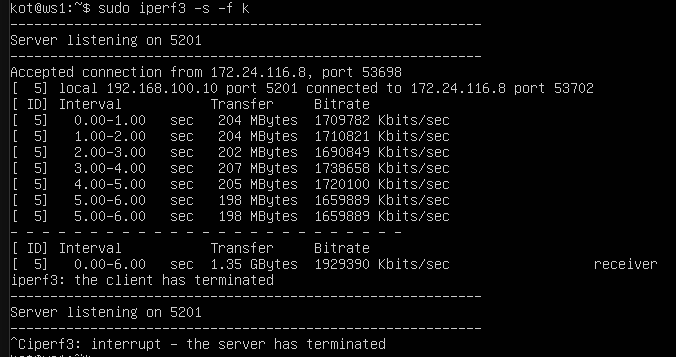 kot@ws1:~$ sudo iperf3 -s -f k
-----------------------------------------------------------
Server listening on 5201
-----------------------------------------------------------
Accepted connection from 172.24.116.8, port 53698
[  5] local 192.168.100.10 port 5201 connected to 172.24.116.8 port 53702
[ ID] Interval           Transfer     Bitrate
[  5]   0.00-1.00   sec   204 MBytes  1709782 Kbits/sec
[  5]   1.00-2.00   sec   204 MBytes  1710821 Kbits/sec
[  5]   2.00-3.00   sec   202 MBytes  1690849 Kbits/sec
[  5]   3.00-4.00   sec   207 MBytes  1738658 Kbits/sec
[  5]   4.00-5.00   sec   205 MBytes  1720100 Kbits/sec
[  5]   5.00-6.00   sec   198 MBytes  1659889 Kbits/sec
[  5]   5.00-6.00   sec   198 MBytes  1659889 Kbits/sec
- - - - - - - - - - - - - - - - - - - - - - - - -
[ ID] Interval           Transfer     Bitrate
[  5]   0.00-6.00   sec  1.35 GBytes  1929390 Kbits/sec                  receiver
iperf3: the client has terminated
-----------------------------------------------------------
Server listening on 5201
-----------------------------------------------------------
^Ciperf3: interrupt - the server has terminated
kot@ws1:~$